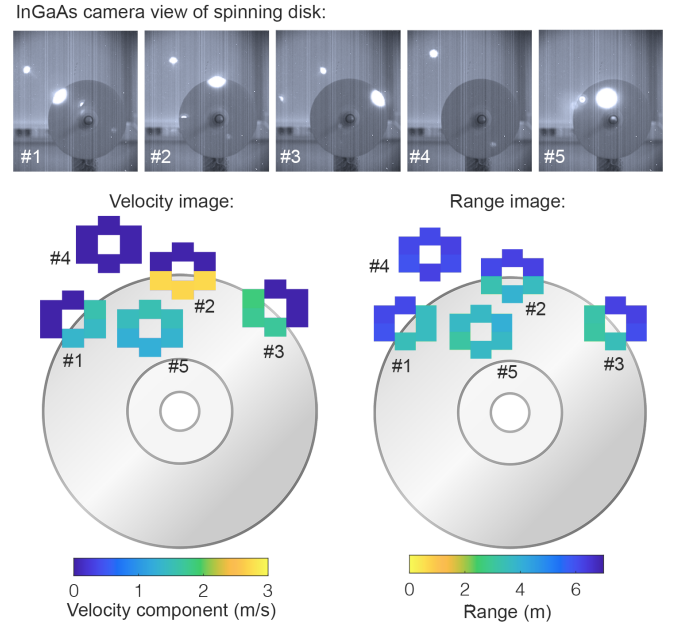 InGaAs camera view of spinning disk:
#1 #2 #3 #4 #5
Velocity image: Range image:
#4 #4
#2 #2
#1 #3 #1 #3
#5 #5
0 1 2 3 0 2 4 6
Velocity component (m/s) Range (m)